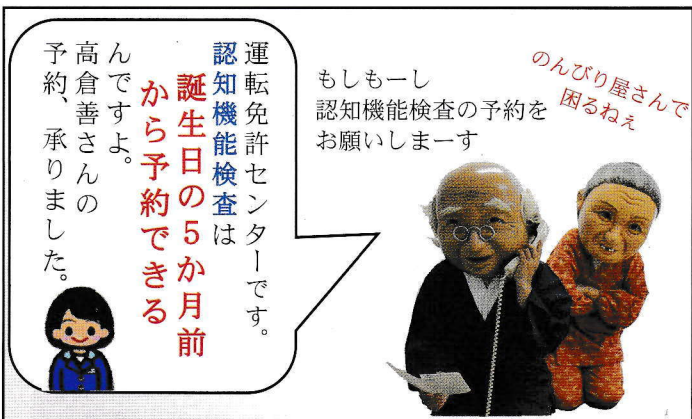 もしもーし
認知機能検査の予約を
お願いしまーす
のんびり屋さんで
困るねぇ
運転免許センターです。
認知機能検査は
誕生日の5か月前
から予約できる
んですよ。
高倉善さんの
予約、承りました。